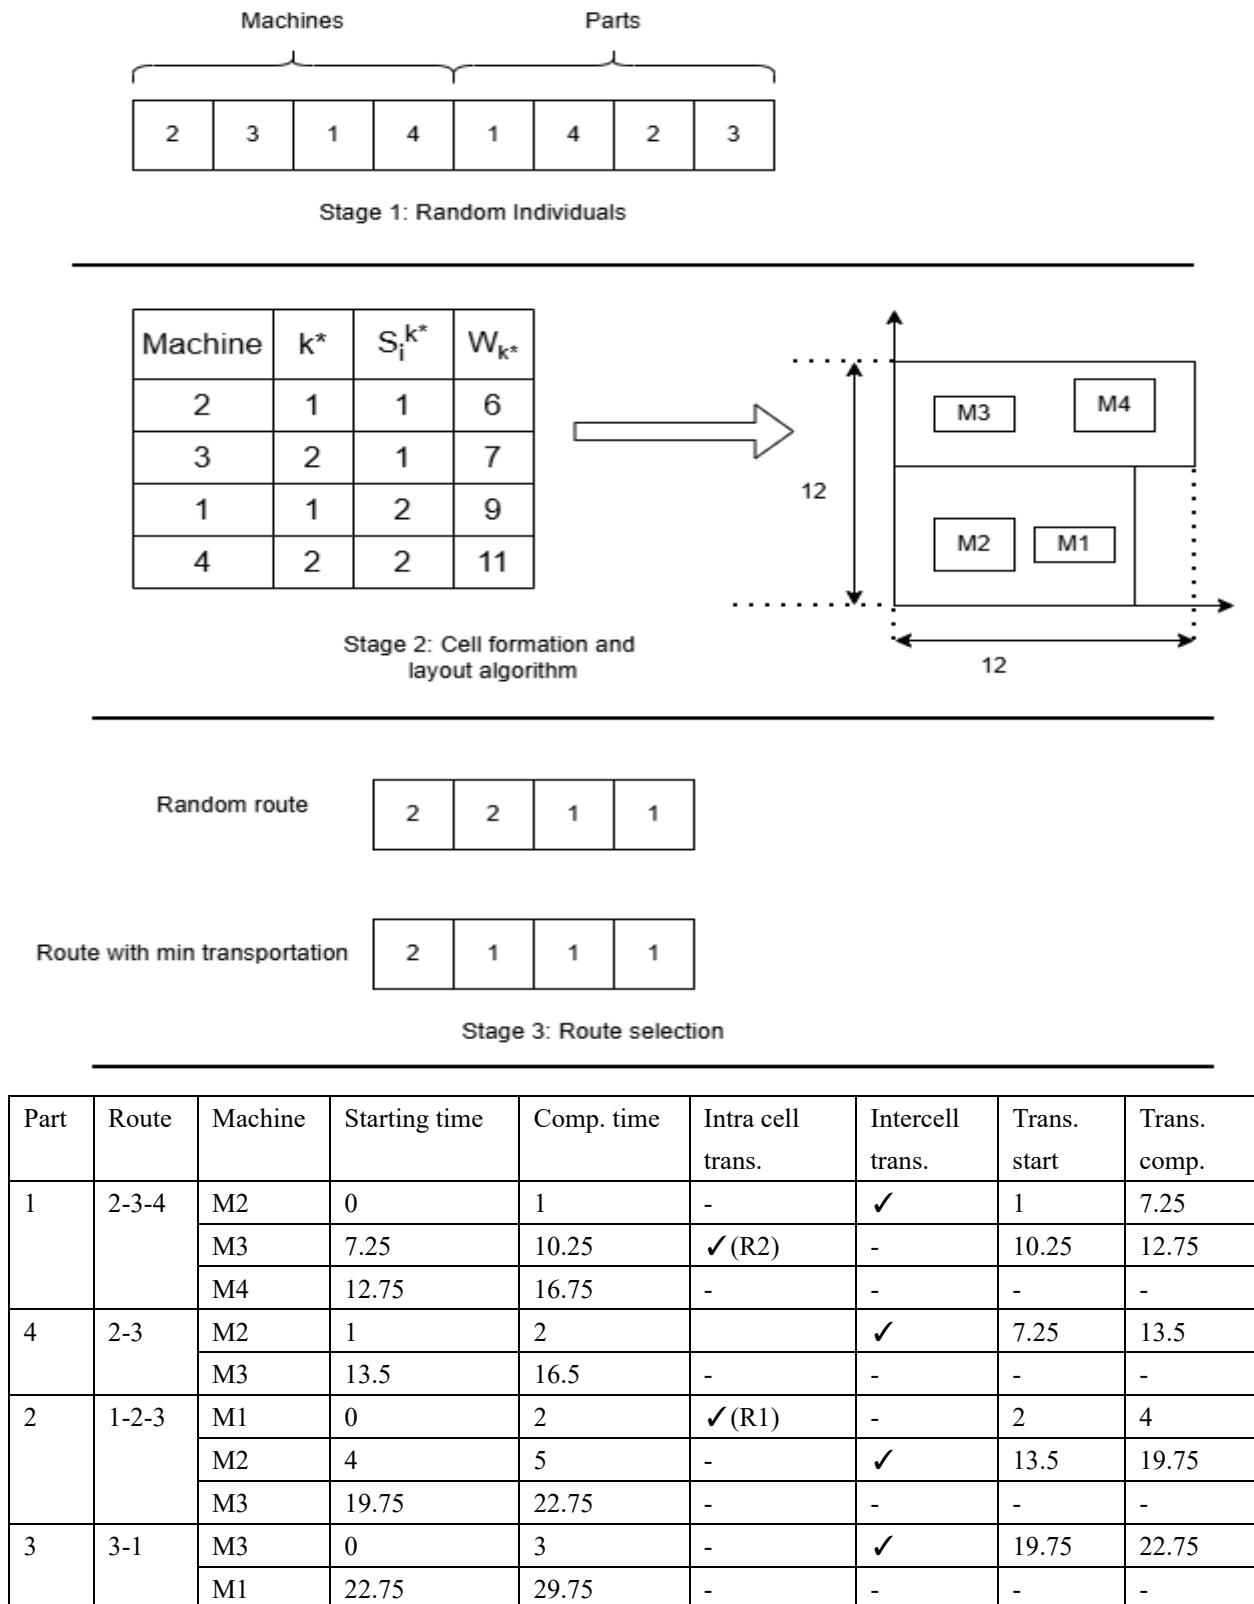 Machines Parts
2 3 1 4 1 4 2 3
Stage 1: Random Individuals
Machine k* S_i^k* W_k*
2 1 1 6
3 2 1 7
1 1 2 9
4 2 2 11
M3 M4
12
M2 M1
12
Stage 2: Cell formation and
layout algorithm
Random route 2 2 1 1
Route with min transportation 2 1 1 1
Stage 3: Route selection
Part Route Machine Starting time Comp. time Intra cell trans. Intercell trans. Trans. start Trans. comp.
1 2-3-4 M2 0 1 - ✓ 1 7.25
M3 7.25 10.25 ✓(R2) - 10.25 12.75
M4 12.75 16.75 - - - -
4 2-3 M2 1 2 ✓ 7.25 13.5
M3 13.5 16.5 - - - -
2 1-2-3 M1 0 2 ✓(R1) - 2 4
M2 4 5 - ✓ 13.5 19.75
M3 19.75 22.75 - - - -
3 3-1 M3 0 3 - ✓ 19.75 22.75
M1 22.75 29.75 - - - -